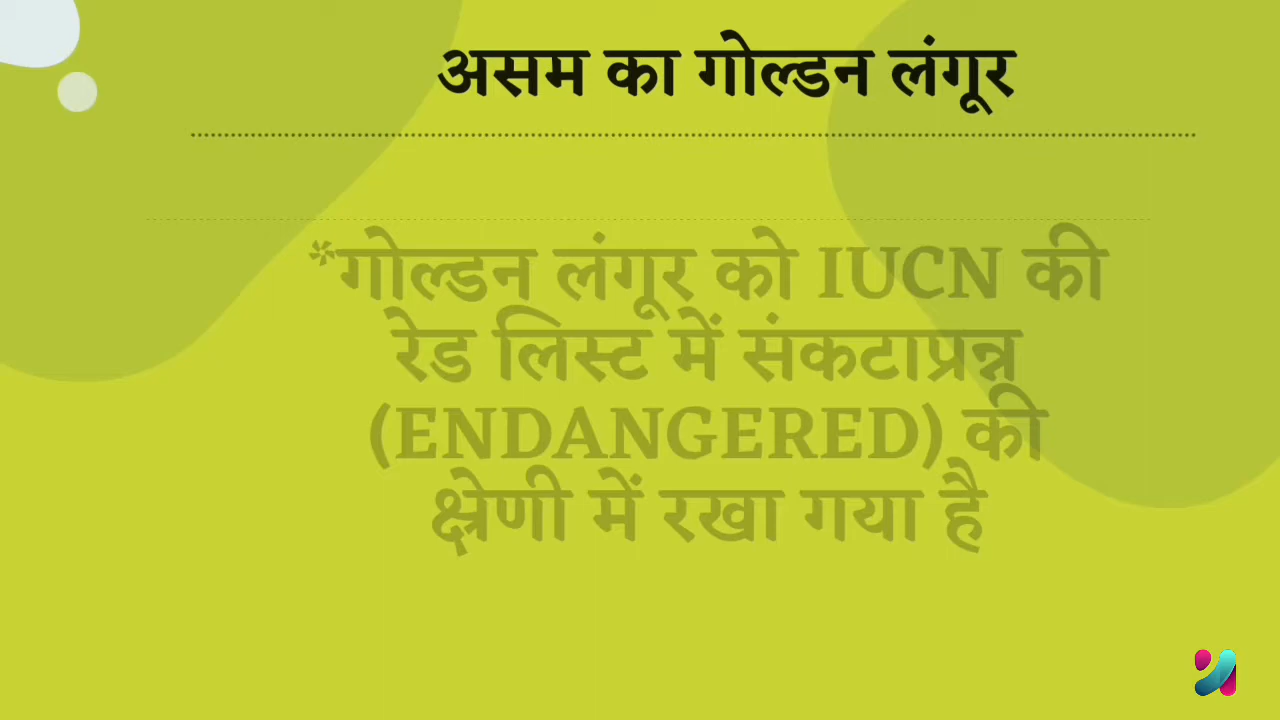 असम का गोल्डन लंगूर
*गोल्डन लंगूर को IUCN की
रेड लिस्ट में संकटाप्रन्न
(ENDANGERED) की
क्ष्रेणी में रखा गया है